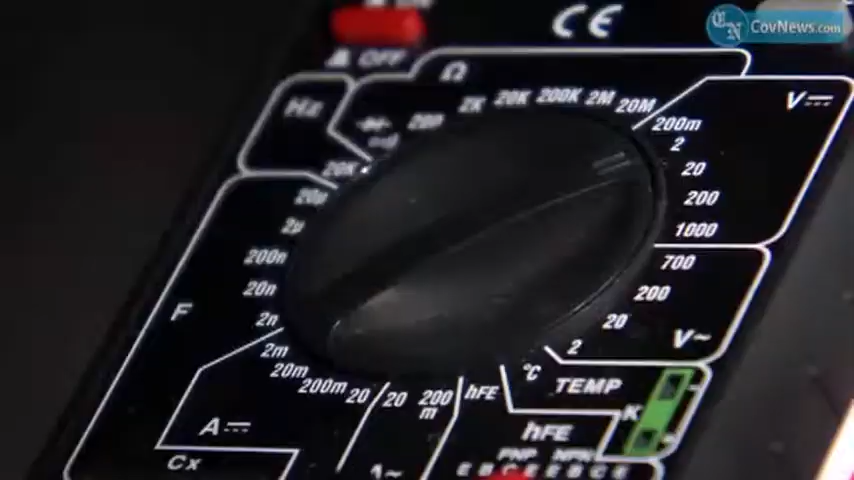 ON
CE
CN CovNews.com
OFF
Ω
Hz
200
2K
20K
200K
2M
20M
V
200m
2
20
200
1000
700
200
20
2
V~
20K
20µ
2µ
200n
20n
2n
F
2m
20m
200m
20
A
20
200
m
hFE
°C
TEMP
K
hFE
PNP NPN
E B C E E B C E
Cx